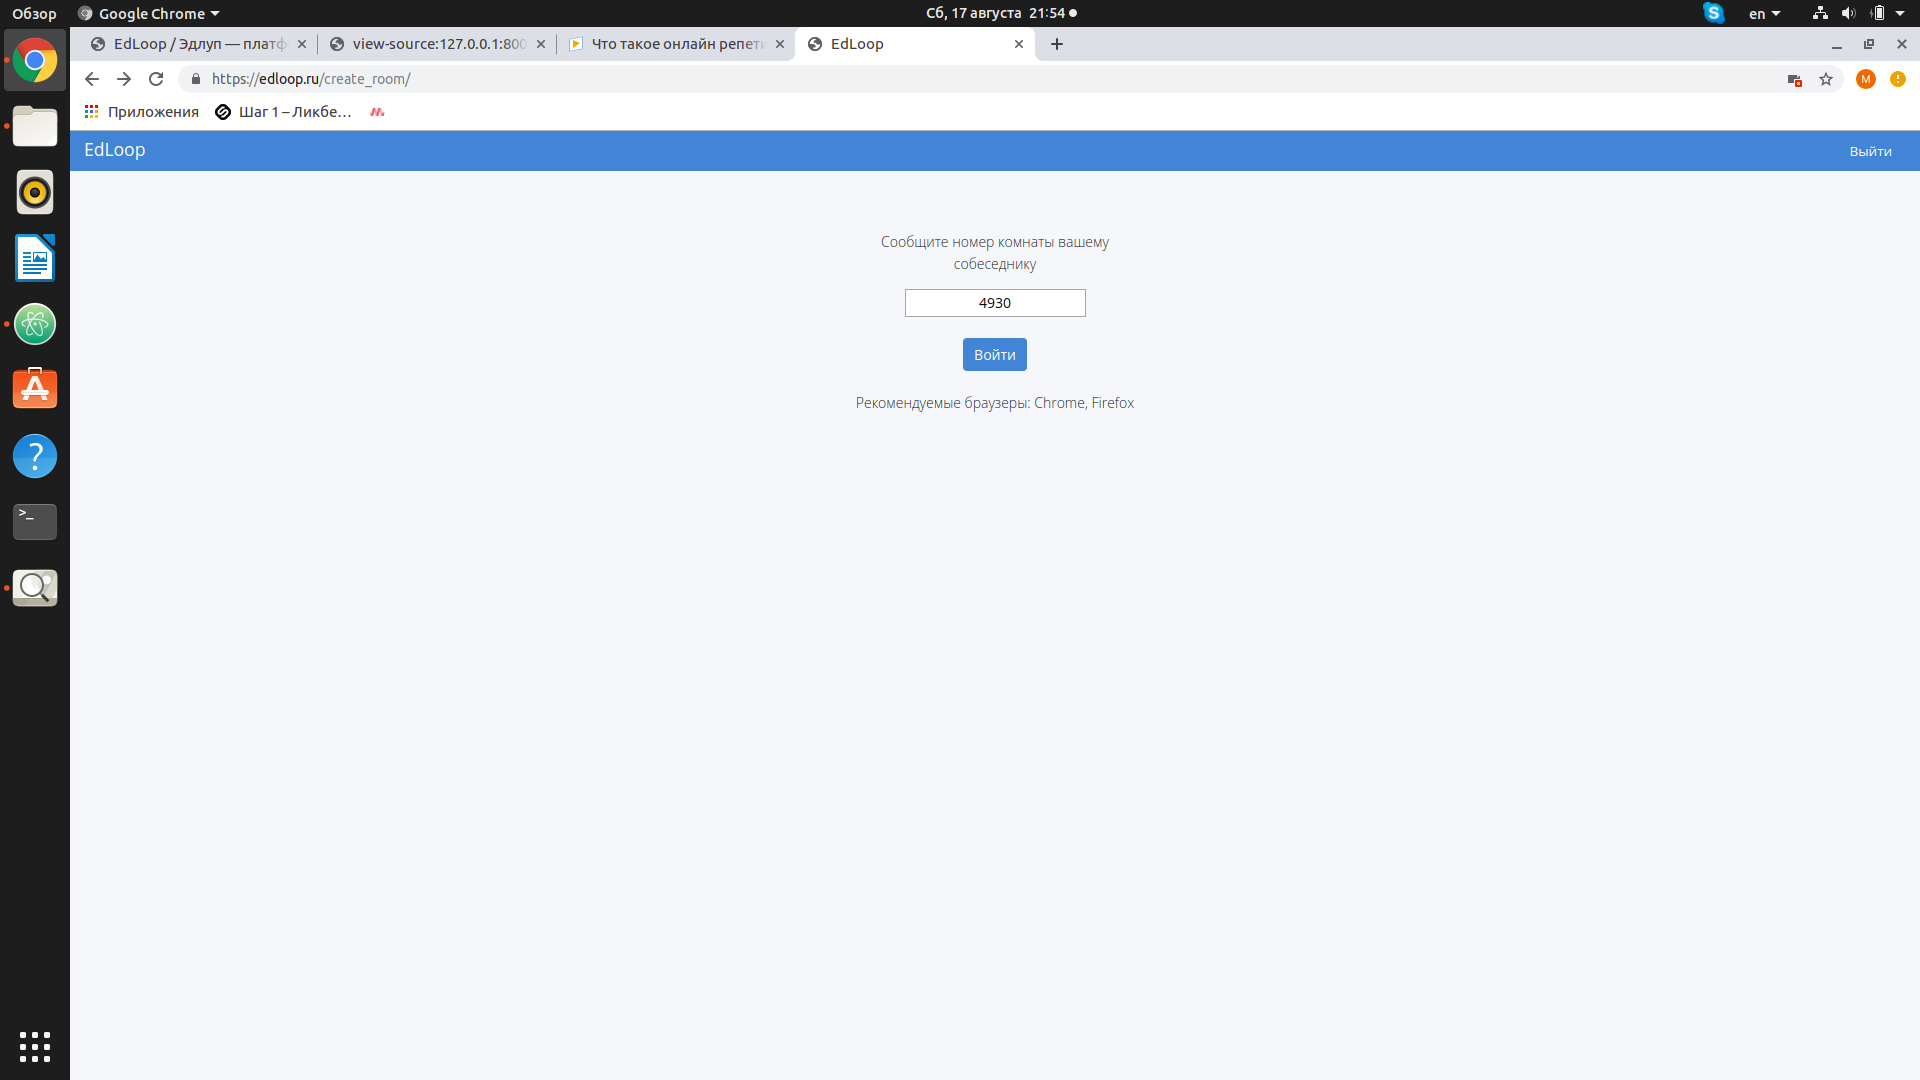 Обзор
Google Chrome
Сб, 17 августа 21:54
en
EdLoop / Эдлуп — платф
view-source:127.0.0.1:800
Что такое онлайн репети
EdLoop
https://edloop.ru/create_room/
M
Приложения
Шаг 1 – Ликбе…
EdLoop
Выйти
Сообщите номер комнаты вашему
собеседнику
4930
Войти
Рекомендуемые браузеры: Chrome, Firefox